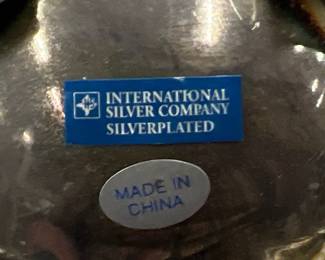 INTERNATIONAL
SILVER COMPANY
SILVERPLATED
MADE IN
CHINA